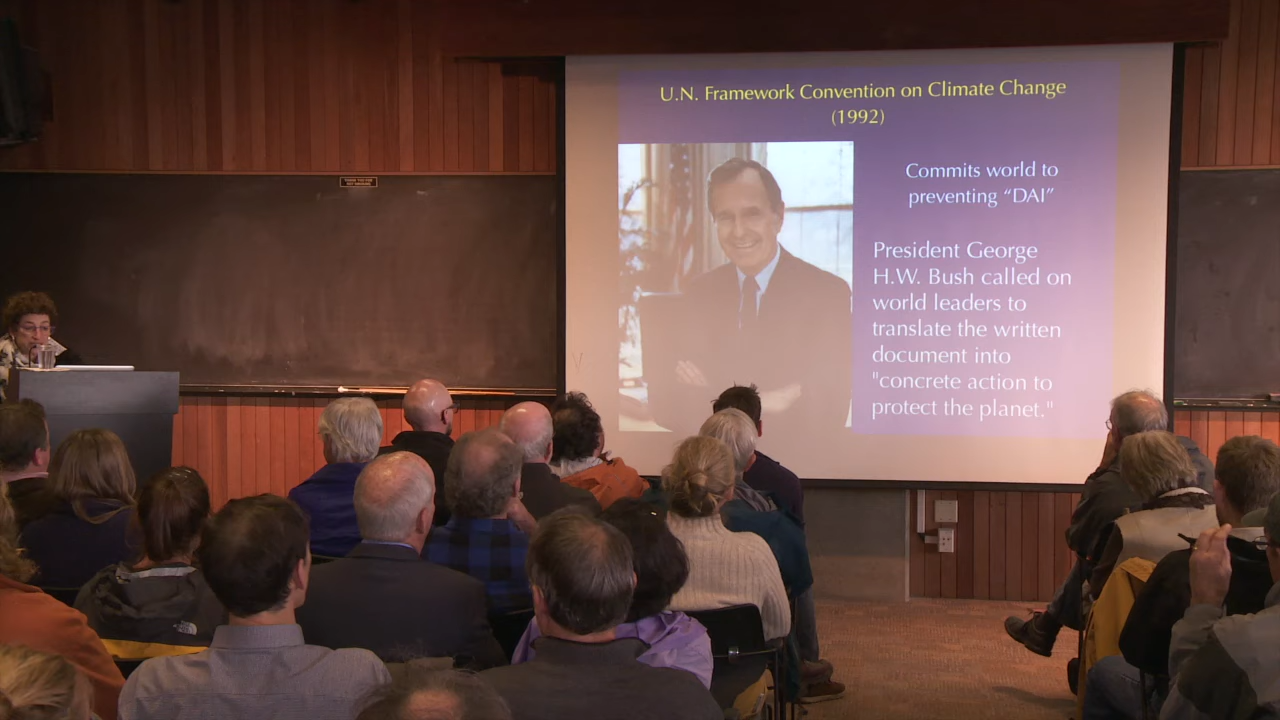 U.N. Framework Convention on Climate Change
(1992)
Commits world to
preventing “DAI”
President George
H.W. Bush called on
world leaders to
translate the written
document into
"concrete action to
protect the planet."